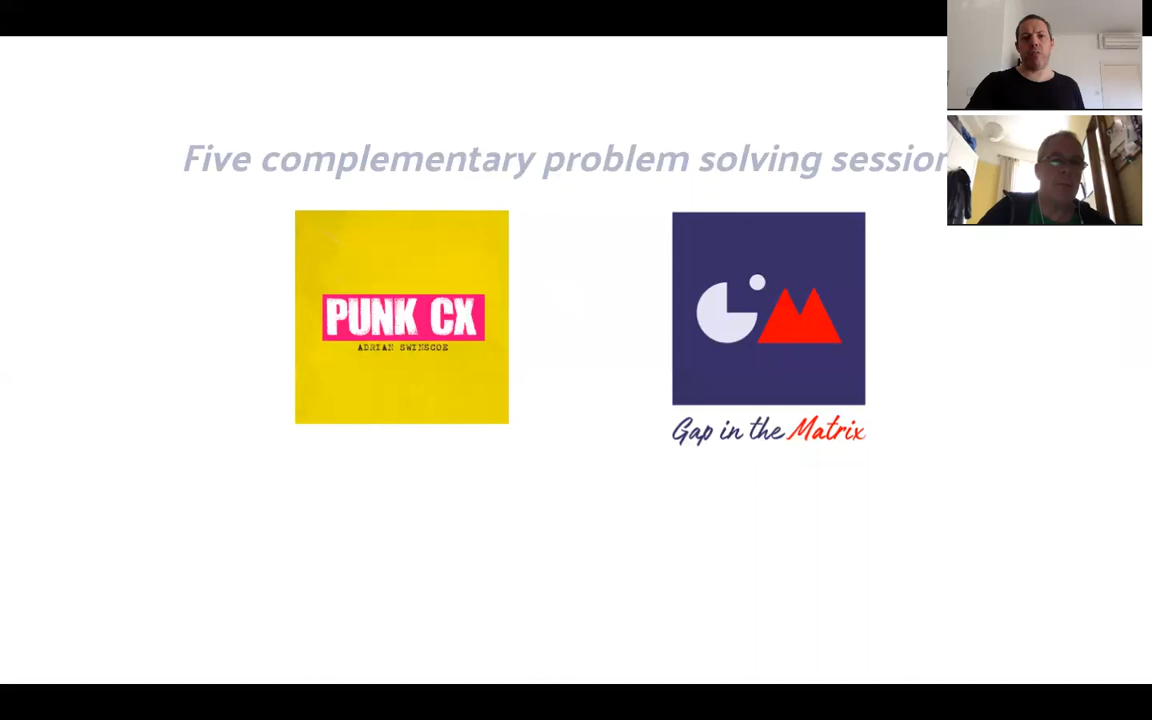 Five complementary problem solving session
PUNK CX
ADRIAN SWINSCOE
Gap in the Matrix